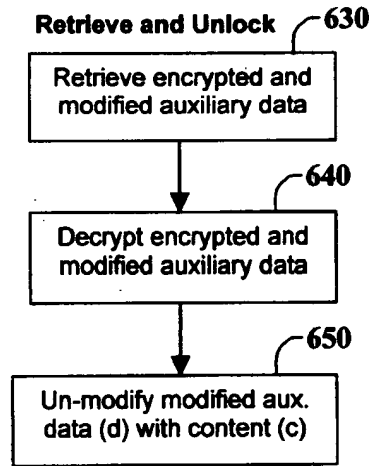 Retrieve and Unlock
630
Retrieve encrypted and
modified auxiliary data
640
Decrypt encrypted and
modified auxiliary data
650
Un-modify modified aux.
data (d) with content (c)